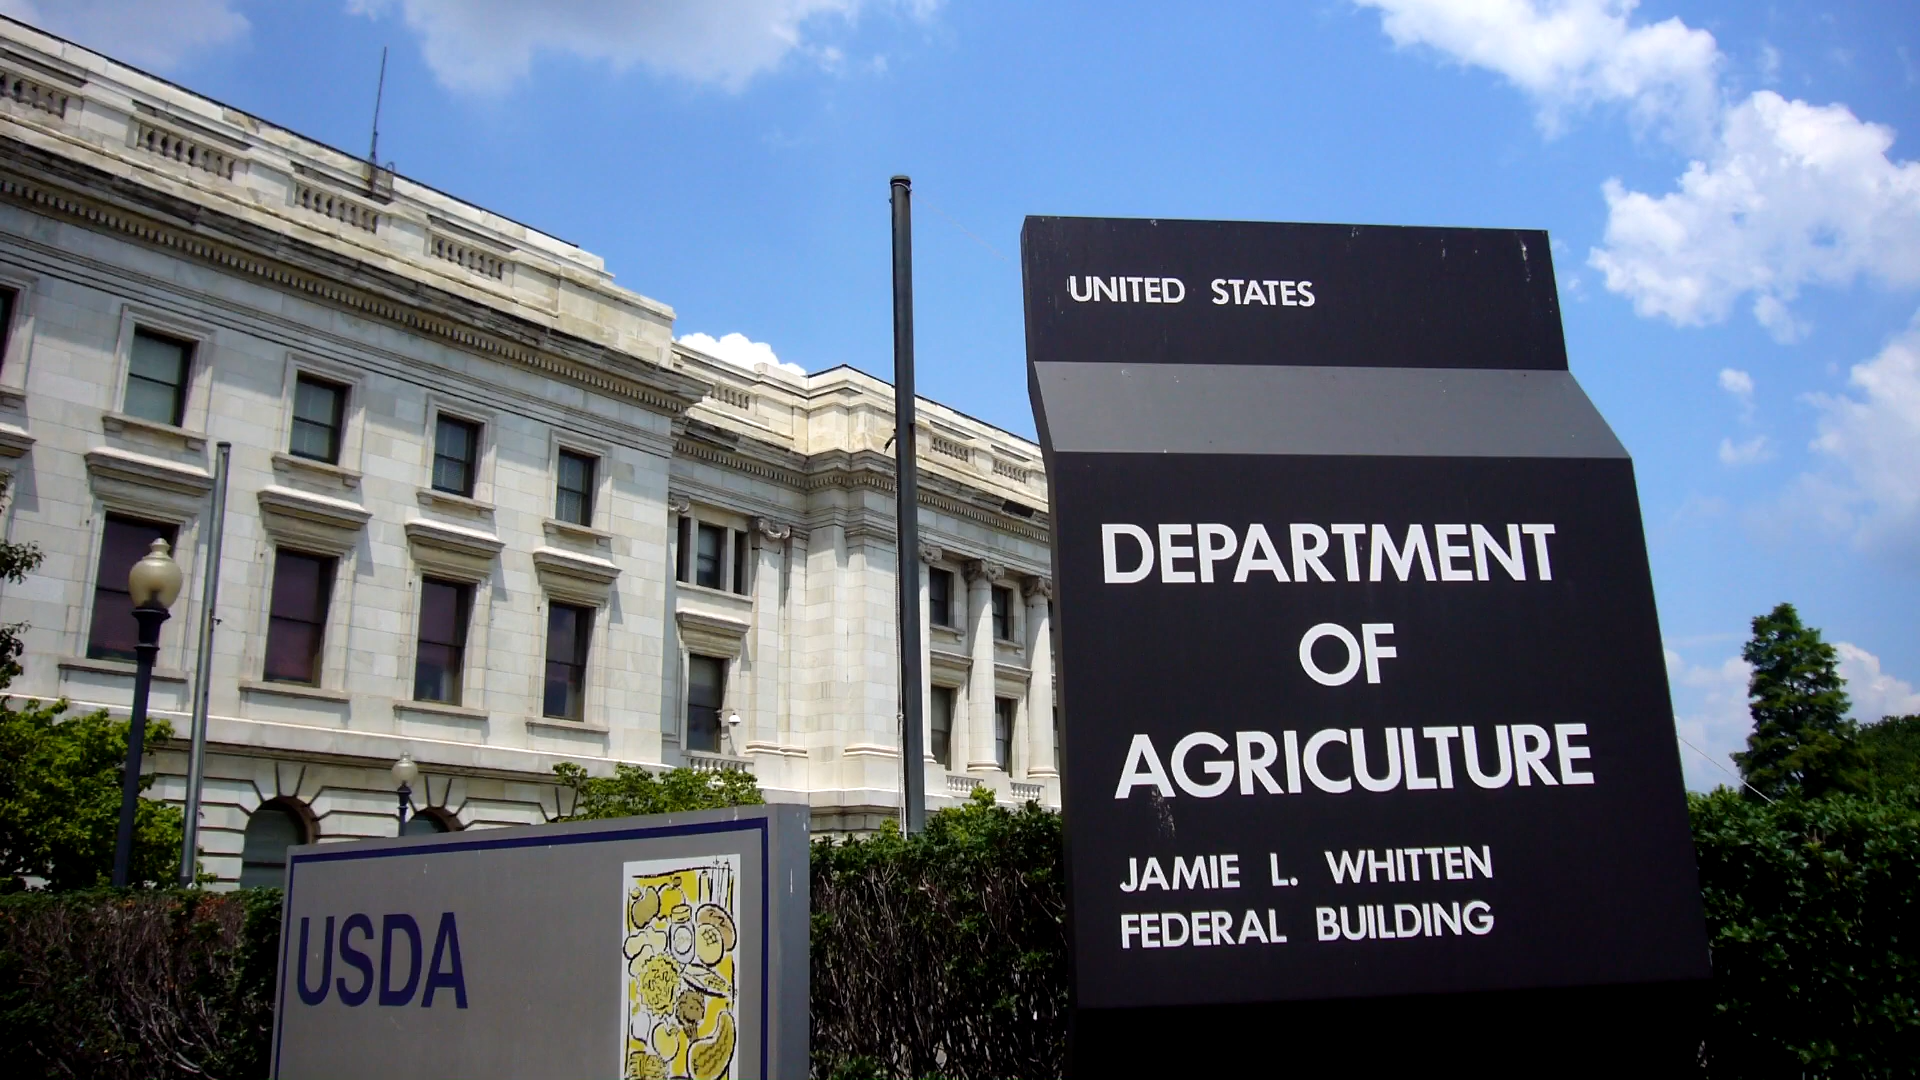 UNITED STATES
DEPARTMENT
OF
AGRICULTURE
JAMIE L. WHITTEN
FEDERAL BUILDING
USDA